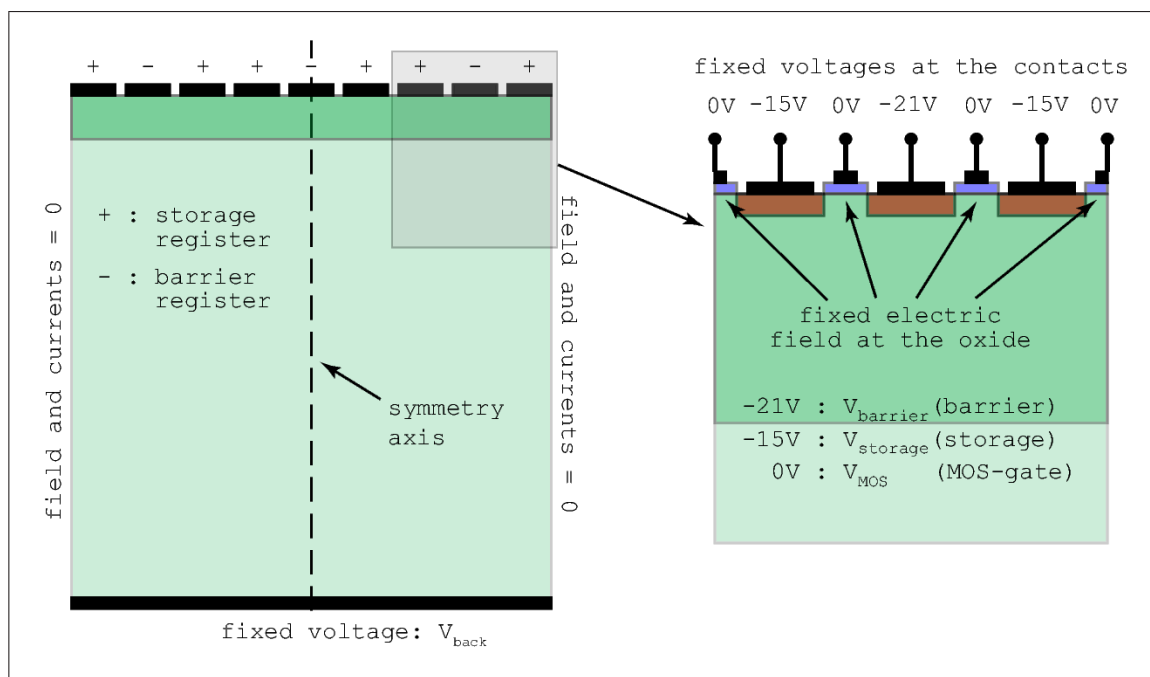 + - + + - + + - +
+ : storage
register
- : barrier
register
field and currents = 0
field and currents = 0
symmetry
axis
fixed voltage: Vback
fixed voltages at the contacts
0V -15V 0V -21V 0V -15V 0V
fixed electric
field at the oxide
-21V : Vbarrier(barrier)
-15V : Vstorage(storage)
0V : VMOS (MOS-gate)